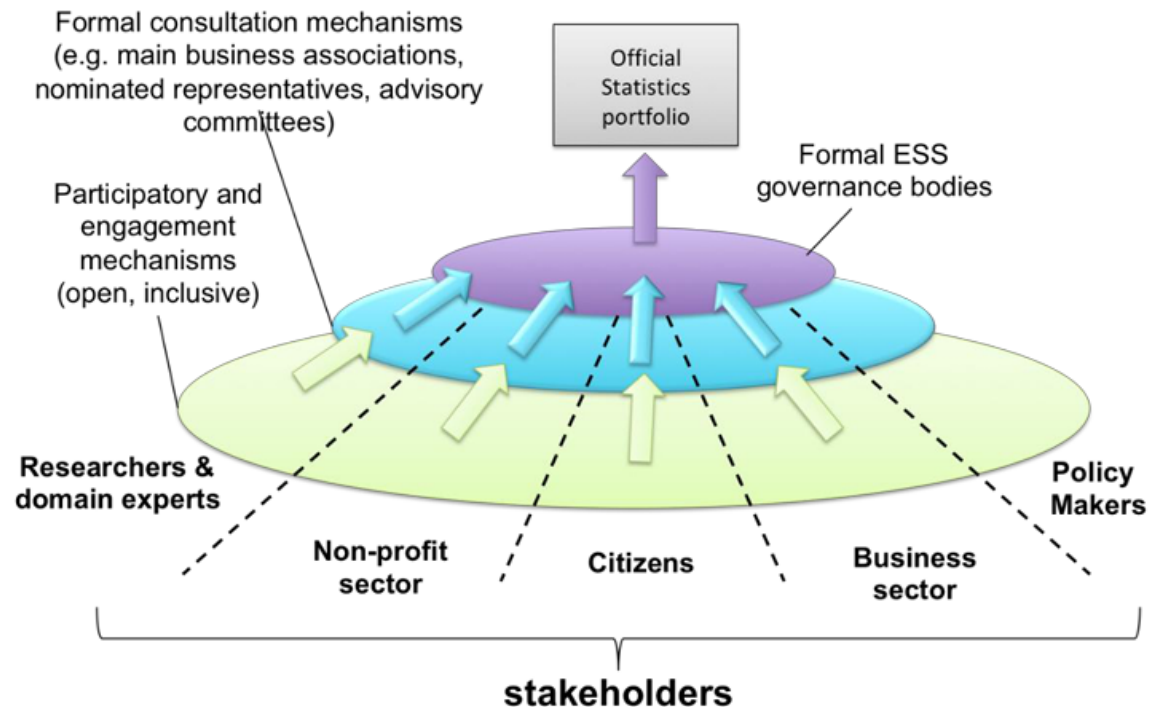 Formal consultation mechanisms
(e.g. main business associations,
nominated representatives, advisory
committees)
Official
Statistics
portfolio
Formal ESS
governance bodies
Participatory and
engagement
mechanisms
(open, inclusive)
Researchers &
domain experts
Non-profit
sector
Citizens
Business
sector
Policy
Makers
stakeholders